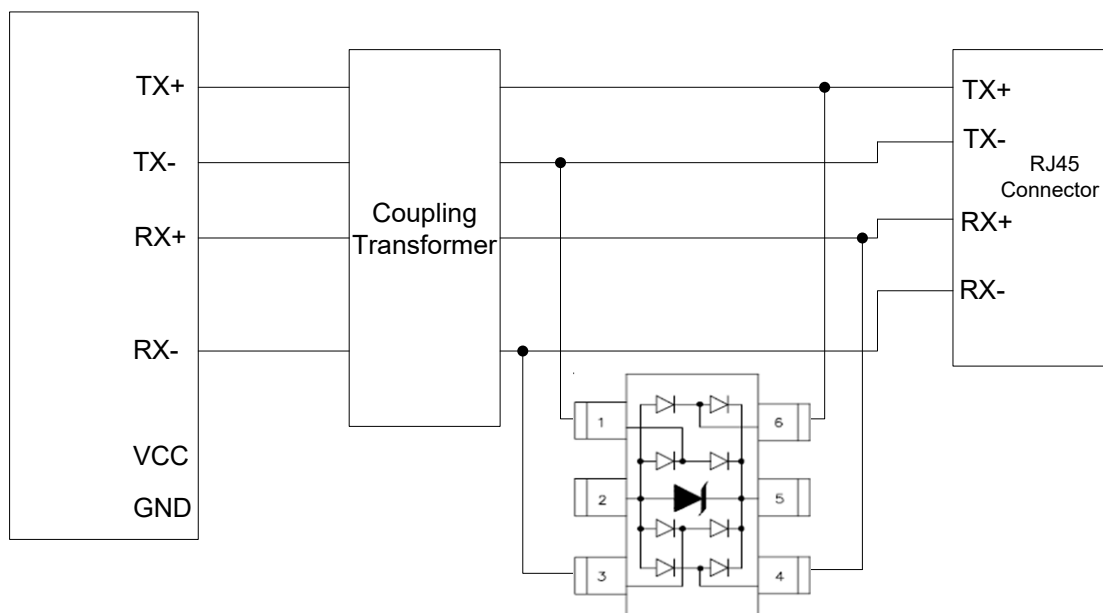 TX+
TX-
RX+
RX-
VCC
GND
Coupling
Transformer
TX+
TX-
RJ45
Connector
RX+
RX-
1
6
2
5
3
4